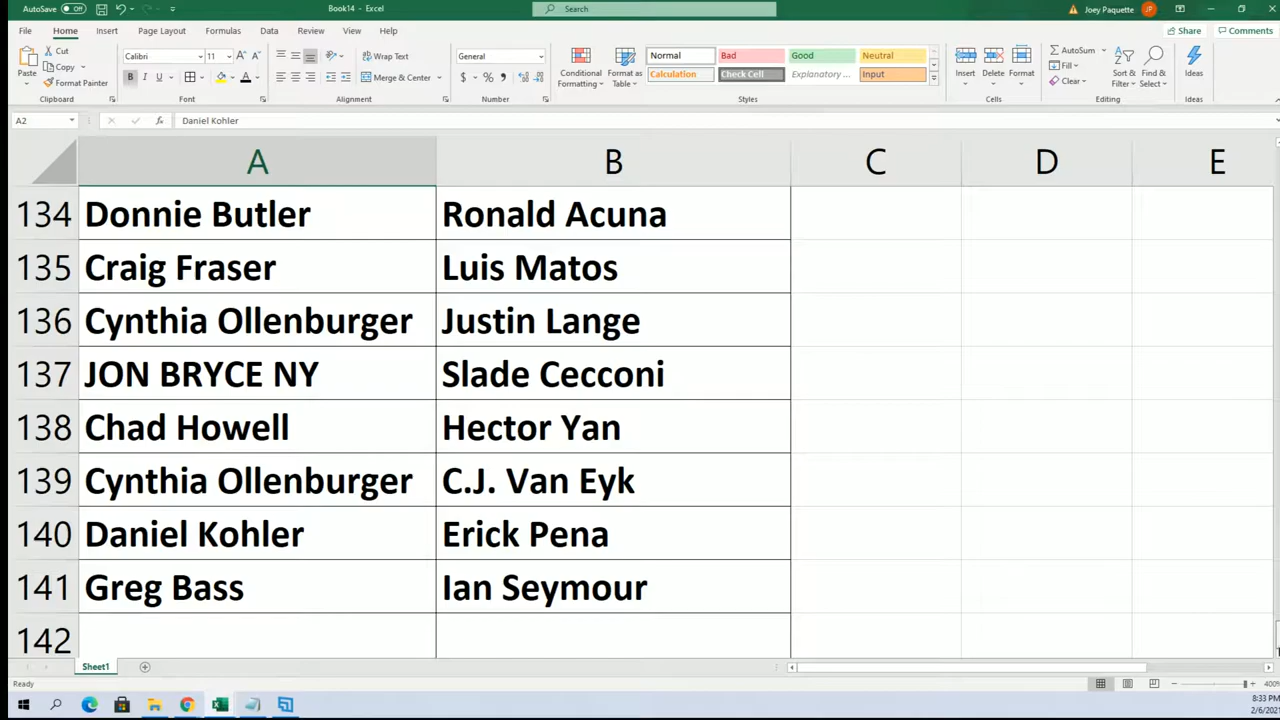 AutoSave Off Book14 - Excel Search Joey Paquette JP
File Home Insert Page Layout Formulas Data Review View Help Share Comments
Paste Cut Copy Format Painter Clipboard
Calibri 11 B I U A A A Font
Wrap Text Merge & Center Alignment
General $ % 9 Number
Conditional Formatting Format as Table Normal Bad Good Neutral Calculation Check Cell Explanatory ... Input Styles
Insert Delete Format Cells
AutoSum Fill Clear Sort & Filter Find & Select Editing
Ideas Ideas
A2 fx Daniel Kohler
A B C D E
134 Donnie Butler Ronald Acuna
135 Craig Fraser Luis Matos
136 Cynthia Ollenburger Justin Lange
137 JON BRYCE NY Slade Cecconi
138 Chad Howell Hector Yan
139 Cynthia Ollenburger C.J. Van Eyk
140 Daniel Kohler Erick Pena
141 Greg Bass Ian Seymour
142
Sheet1
Ready 400%
8:33 PM